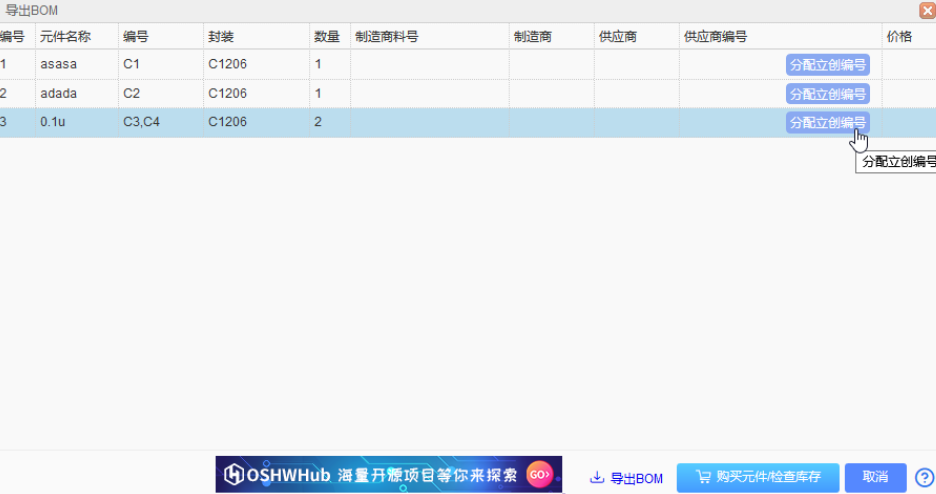 导出BOM
编号 元件名称 编号 封装 数量 制造商料号 制造商 供应商 供应商编号 价格
1 asasa C1 C1206 1 分配立创编号
2 adada C2 C1206 1 分配立创编号
3 0.1u C3,C4 C1206 2 分配立创编号
分配立创编号
OSHWHub 海量开源项目等你来探索 GO› 导出BOM 购买元件/检查库存 取消 ?